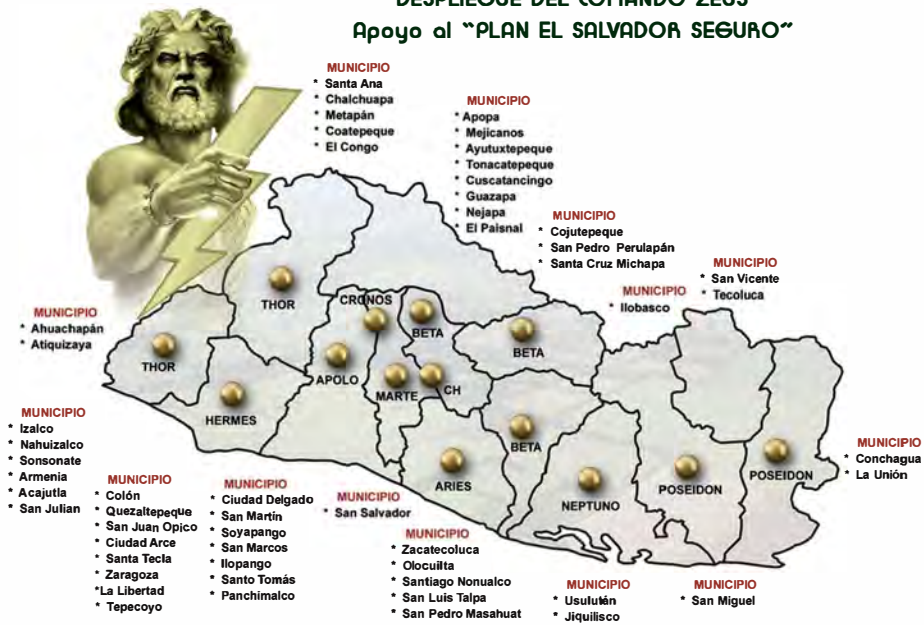 DESPLIEGUE DEL COMANDO ZEUS
Apoyo al "PLAN EL SALVADOR SEGURO"
MUNICIPIO
* Santa Ana
* Chalchuapa
* Metapán
* Coatepeque
* El Congo
MUNICIPIO
* Apopa
* Mejicanos
* Ayutuxtepeque
* Tonacatepeque
* Cuscatancingo
* Guazapa
* Nejapa
* El Paisnal
MUNICIPIO
* Cojutepeque
* San Pedro Perulapán
* Santa Cruz Michapa
MUNICIPIO
* Ilobasco
MUNICIPIO
* San Vicente
* Tecoluca
MUNICIPIO
* Ahuachapán
* Atiquizaya
THOR
CRONOS
BETA
BETA
THOR
APOLO
MARTE
CH
HERMES
BETA
ARIES
NEPTUNO
POSEIDON
POSEIDON
MUNICIPIO
* Conchagua
* La Unión
MUNICIPIO
* Izalco
* Nahuizalco
* Sonsonate
* Armenia
* Acajutla
* San Julian
MUNICIPIO
* Colón
* Quezaltepeque
* San Juan Opico
* Ciudad Arce
* Santa Tecla
* Zaragoza
*La Libertad
* Tepecoyo
MUNICIPIO
* Ciudad Delgado
* San Martín
* Soyapango
* San Marcos
* Ilopango
* Santo Tomás
* Panchimalco
MUNICIPIO
* San Salvador
MUNICIPIO
* Zacatecoluca
* Olocuilta
* Santiago Nonualco
* San Luis Talpa
* San Pedro Masahuat
MUNICIPIO
* Usulután
* Jiquilisco
MUNICIPIO
* San Miguel